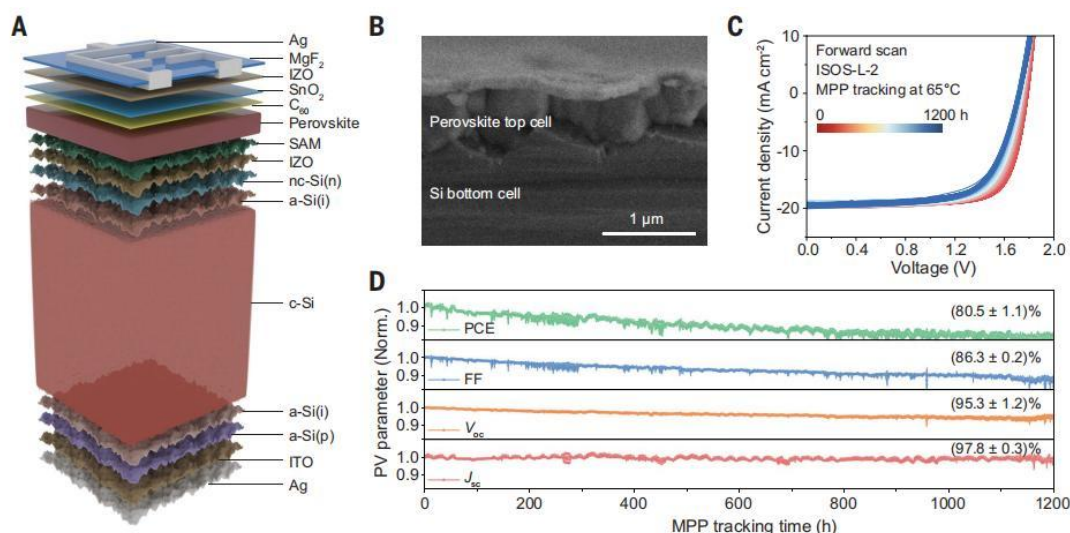 A
Ag
MgF₂
IZO
SnO₂
C₆₀
Perovskite
SAM
IZO
nc-Si(n)
a-Si(i)
c-Si
a-Si(i)
a-Si(p)
ITO
Ag
B
Perovskite top cell
Si bottom cell
1 µm
C
Current density (mA cm⁻²)
10
0
-10
-20
Forward scan
ISOS-L-2
MPP tracking at 65°C
0 1200 h
0.0 0.4 0.8 1.2 1.6 2.0
Voltage (V)
D
PV parameter (Norm.)
1.0
0.9
PCE
(80.5 ± 1.1)%
1.0
0.9
FF
(86.3 ± 0.2)%
1.0
0.9
Voc
(95.3 ± 1.2)%
1.0
0.9
Jsc
(97.8 ± 0.3)%
0 200 400 600 800 1000 1200
MPP tracking time (h)